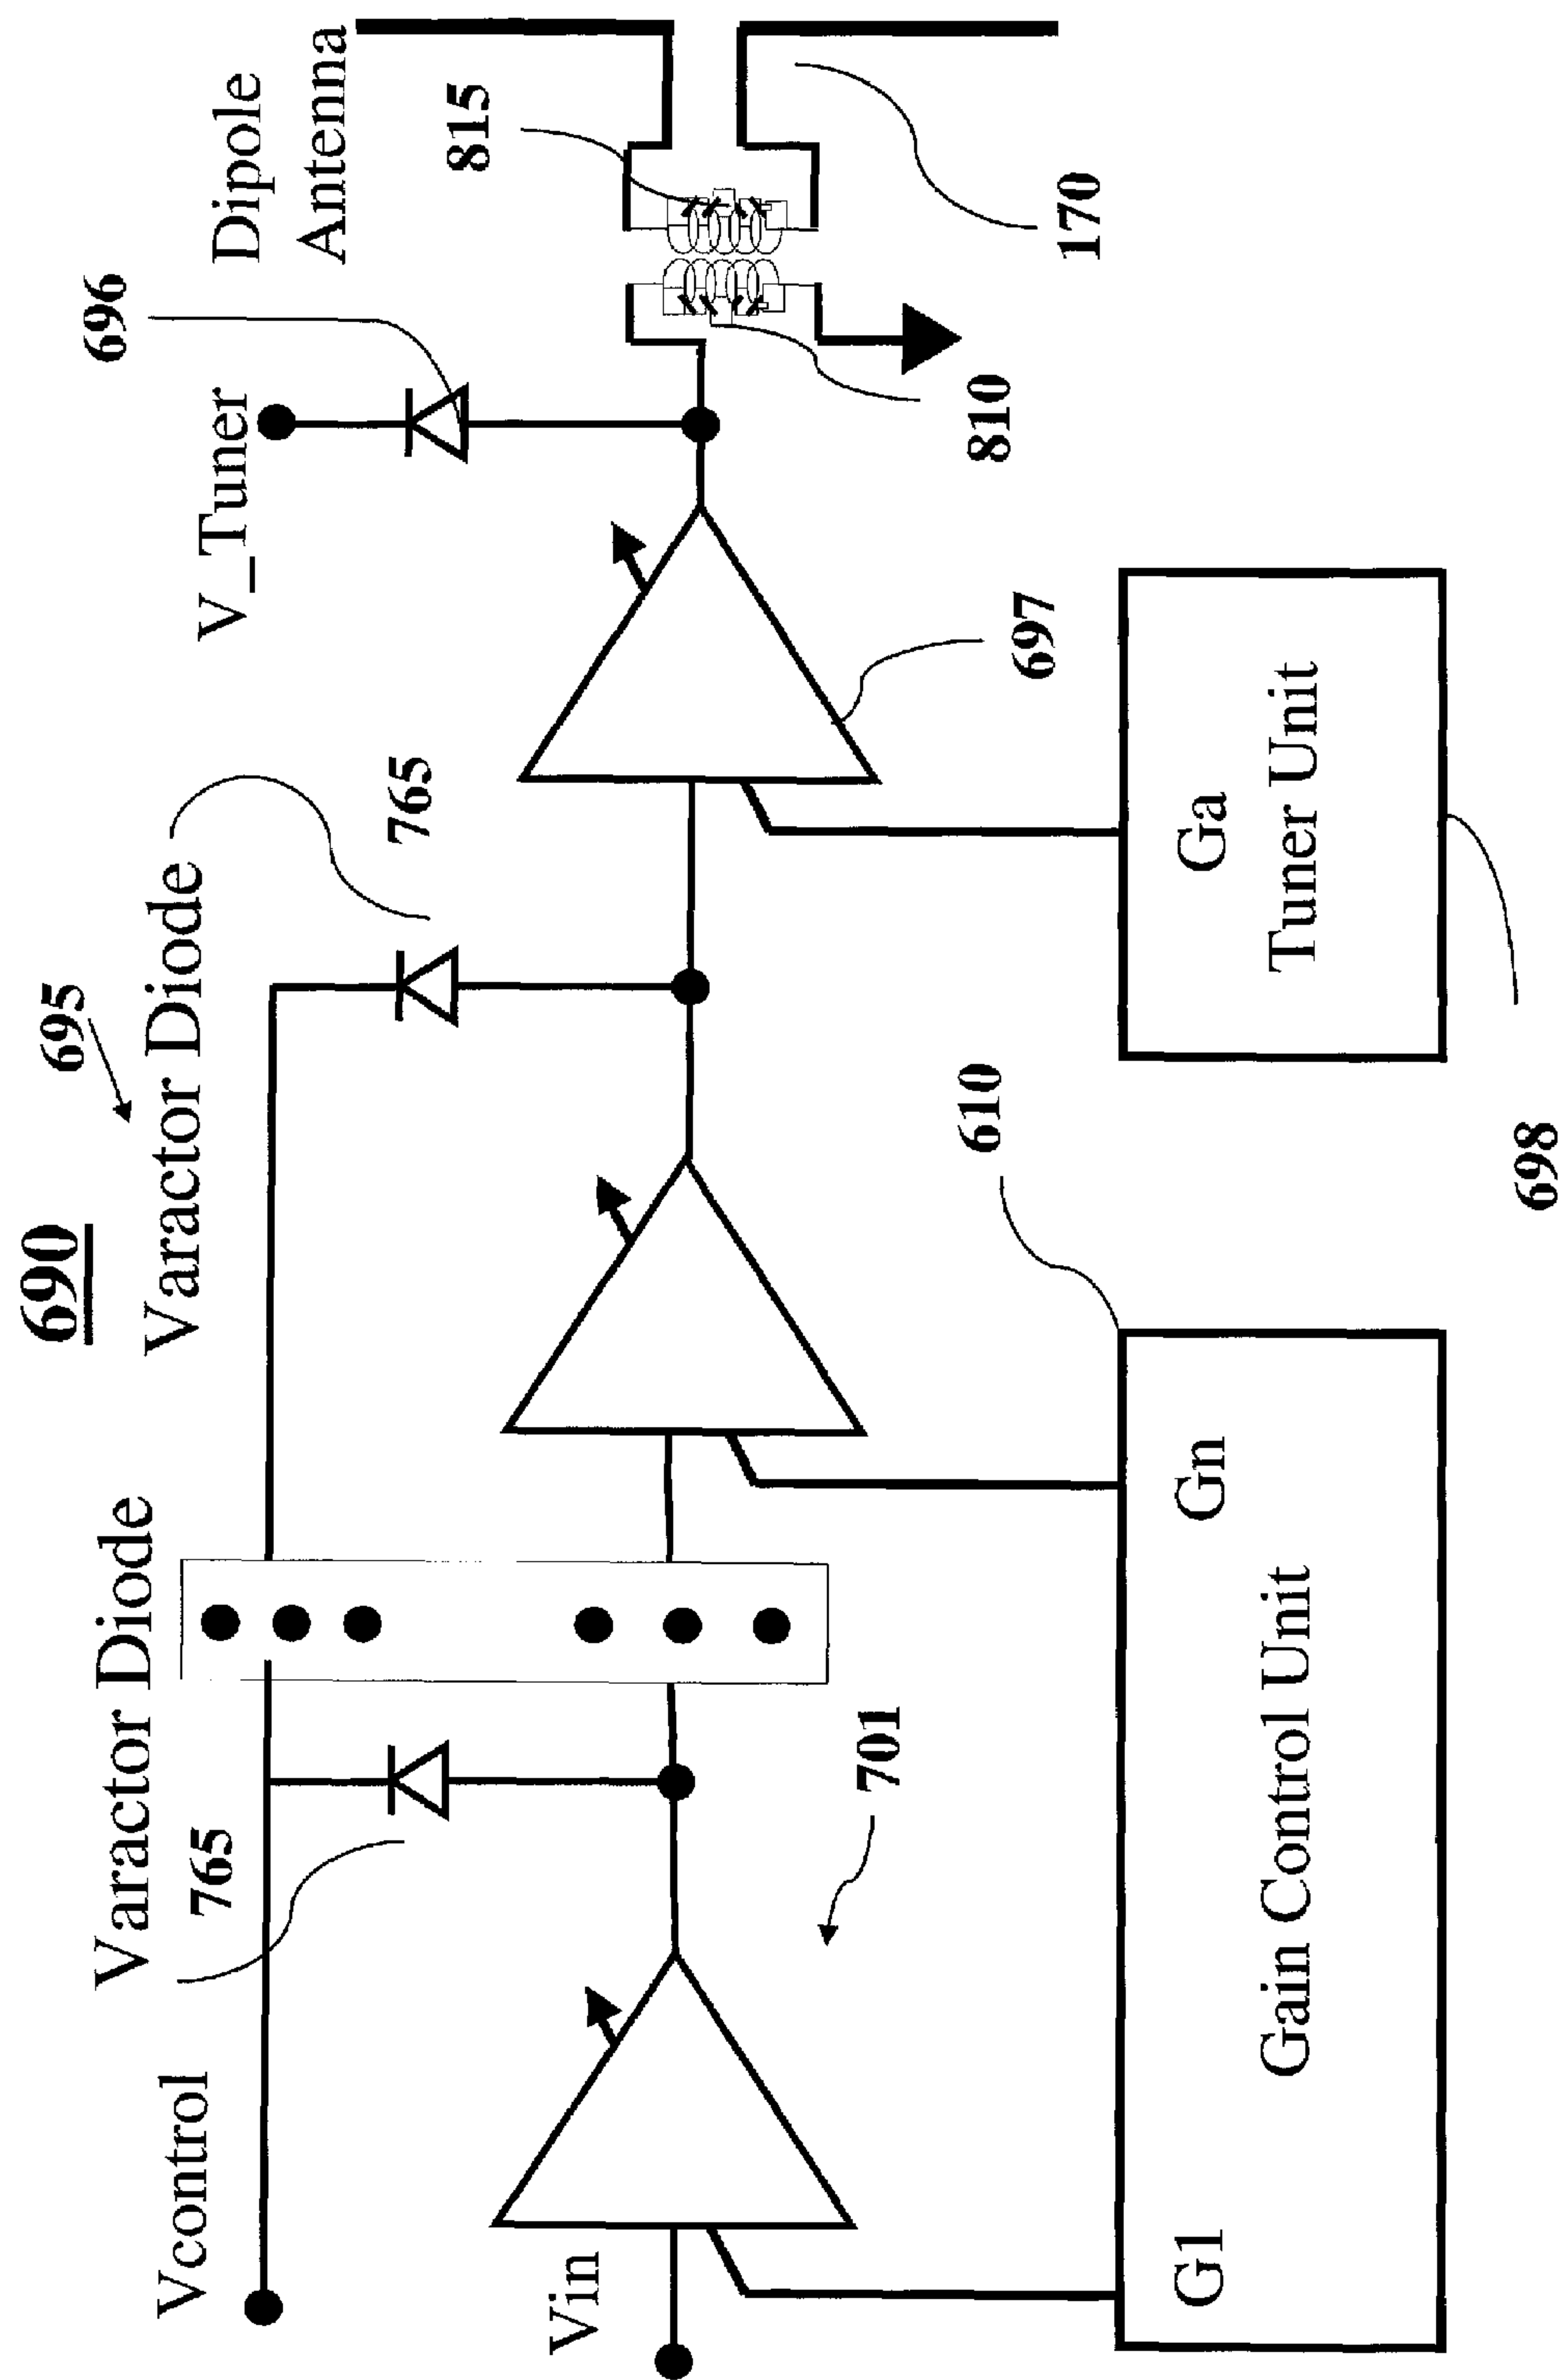 690
695
Vcontrol
Varactor Diode
765
Varactor Diode
765
V_Tuner
696
Dipole
Antenna
815
Vin
701
697
810
170
610
G1
Gn
Gain Control Unit
Ga
Tuner Unit
698